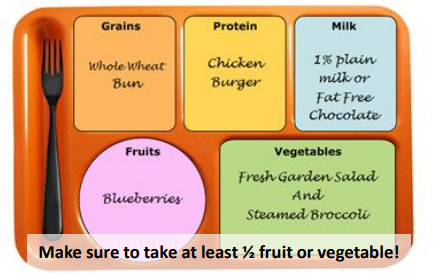 Grains
Whole Wheat
Bun
Protein
Chicken
Burger
Milk
1% plain
milk or
Fat Free
Chocolate
Fruits
Blueberries
Vegetables
Fresh Garden Salad
And
Steamed Broccoli
Make sure to take at least ½ fruit or vegetable!